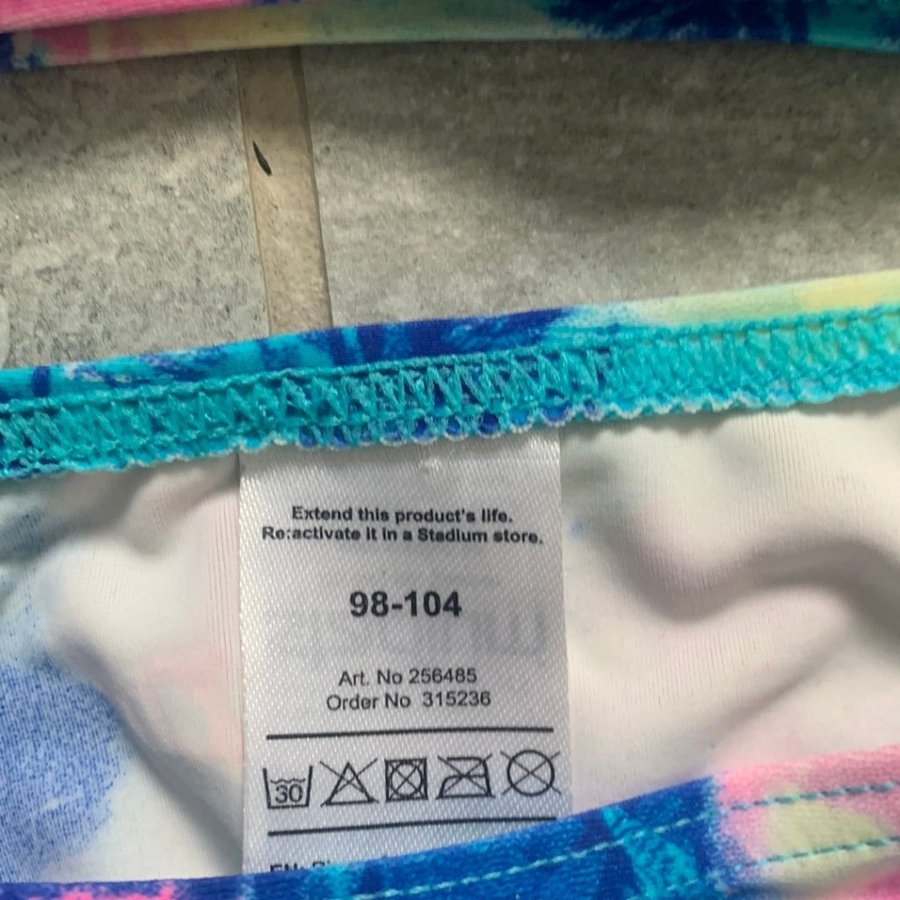 Extend this product's life.
Re:activate it in a Stadium store.
98-104
Art. No 256485
Order No 315236
30